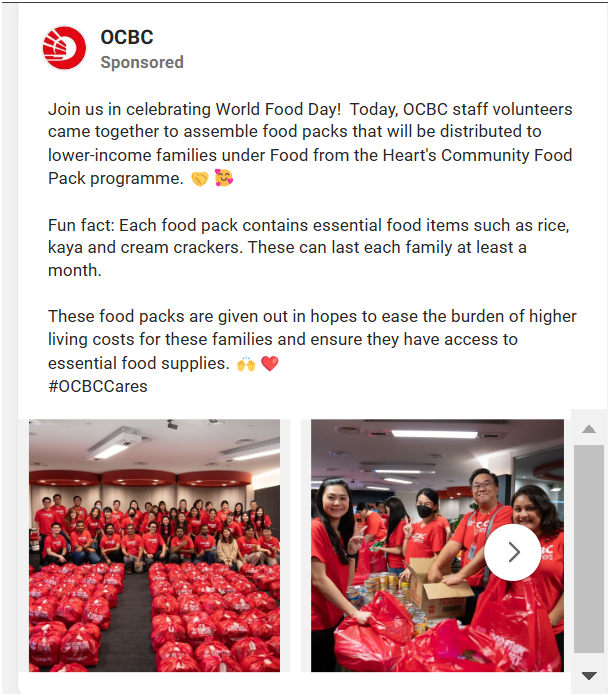 OCBC
Sponsored
Join us in celebrating World Food Day!  Today, OCBC staff volunteers
came together to assemble food packs that will be distributed to
lower-income families under Food from the Heart's Community Food
Pack programme. 🤝 🥰
Fun fact: Each food pack contains essential food items such as rice,
kaya and cream crackers. These can last each family at least a
month.
These food packs are given out in hopes to ease the burden of higher
living costs for these families and ensure they have access to
essential food supplies. 🙌 ❤️
#OCBCCares